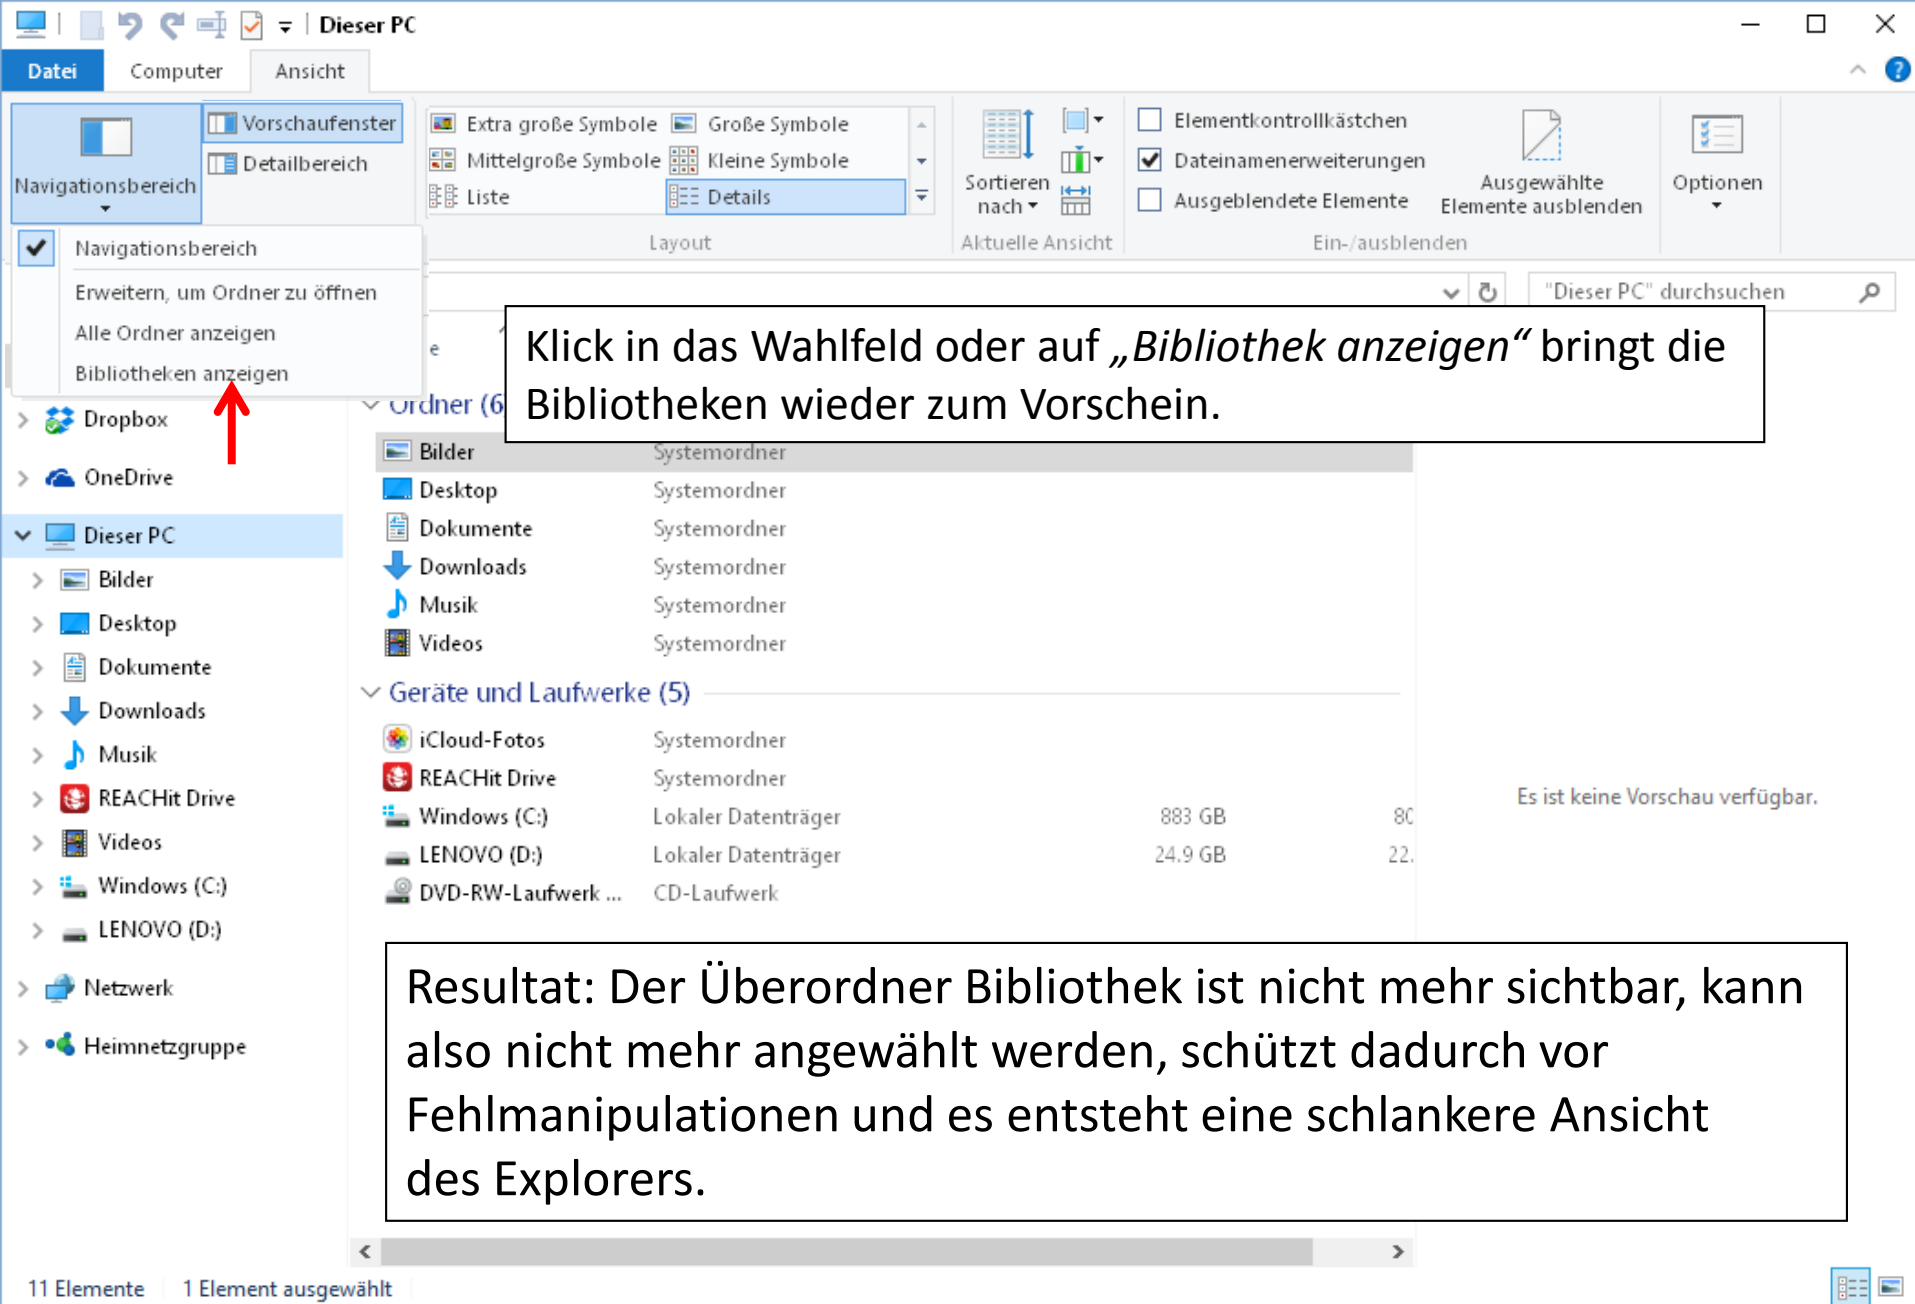 Dieser PC
Datei Computer Ansicht
Navigationsbereich
Vorschaufenster
Detailbereich
Extra große Symbole Große Symbole
Mittelgroße Symbole Kleine Symbole
Liste Details
Layout
Sortieren
nach
Aktuelle Ansicht
Elementkontrollkästchen
Dateinamenerweiterungen
Ausgeblendete Elemente
Ausgewählte
Elemente ausblenden
Ein-/ausblenden
Optionen
Navigationsbereich
Erweitern, um Ordner zu öffnen
Alle Ordner anzeigen
Bibliotheken anzeigen
"Dieser PC" durchsuchen
Klick in das Wahlfeld oder auf „Bibliothek anzeigen“ bringt die
Bibliotheken wieder zum Vorschein.
Dropbox
OneDrive
Dieser PC
Bilder
Desktop
Dokumente
Downloads
Musik
REACHit Drive
Videos
Windows (C:)
LENOVO (D:)
Netzwerk
Heimnetzgruppe
e
Ordner (6
Bilder Systemordner
Desktop Systemordner
Dokumente Systemordner
Downloads Systemordner
Musik Systemordner
Videos Systemordner
Geräte und Laufwerke (5)
iCloud-Fotos Systemordner
REACHit Drive Systemordner
Windows (C:) Lokaler Datenträger 883 GB 80
LENOVO (D:) Lokaler Datenträger 24.9 GB 22.
DVD-RW-Laufwerk ... CD-Laufwerk
Es ist keine Vorschau verfügbar.
Resultat: Der Überordner Bibliothek ist nicht mehr sichtbar, kann
also nicht mehr angewählt werden, schützt dadurch vor
Fehlmanipulationen und es entsteht eine schlankere Ansicht
des Explorers.
11 Elemente 1 Element ausgewählt